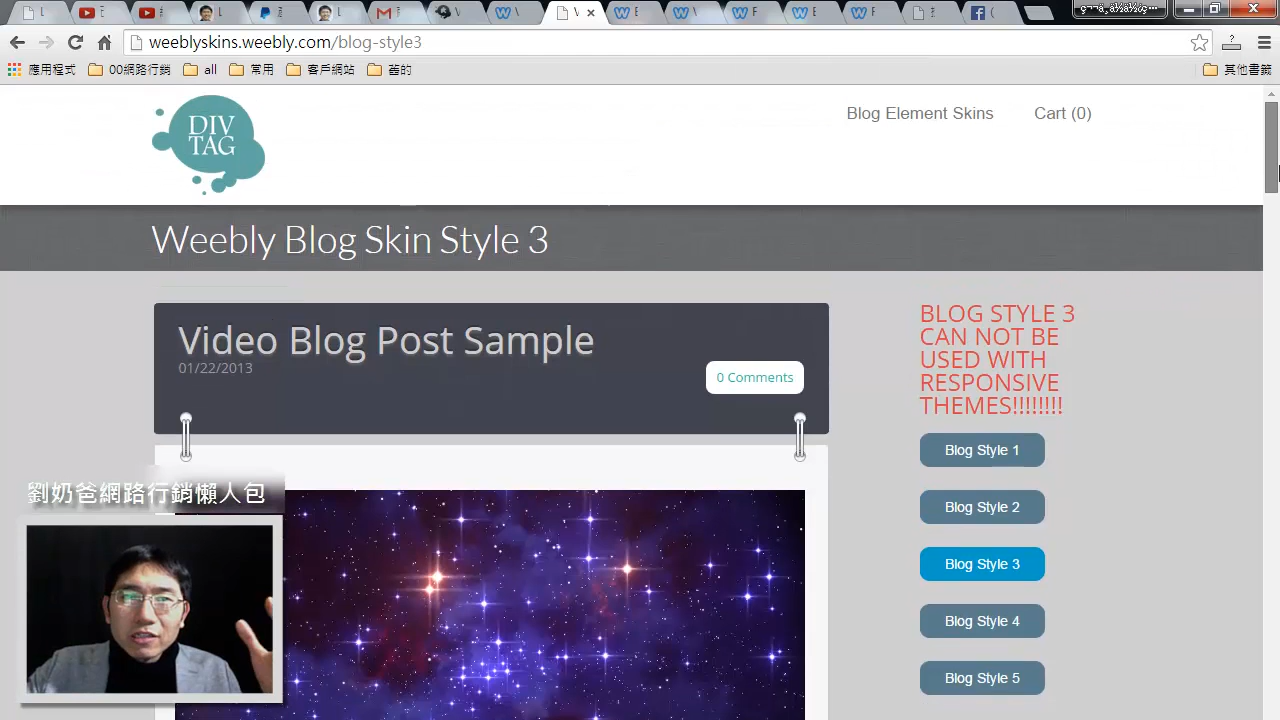 weeblyskins.weebly.com/blog-style3
應用程式
00網路行銷
all
常用
客戶網站
舊的
其他書籤
DIV
TAG
Blog Element Skins
Cart (0)
Weebly Blog Skin Style 3
Video Blog Post Sample
01/22/2013
0 Comments
BLOG STYLE 3
CAN NOT BE
USED WITH
RESPONSIVE
THEMES!!!!!!!!
Blog Style 1
Blog Style 2
Blog Style 3
Blog Style 4
Blog Style 5
劉奶爸網路行銷懶人包